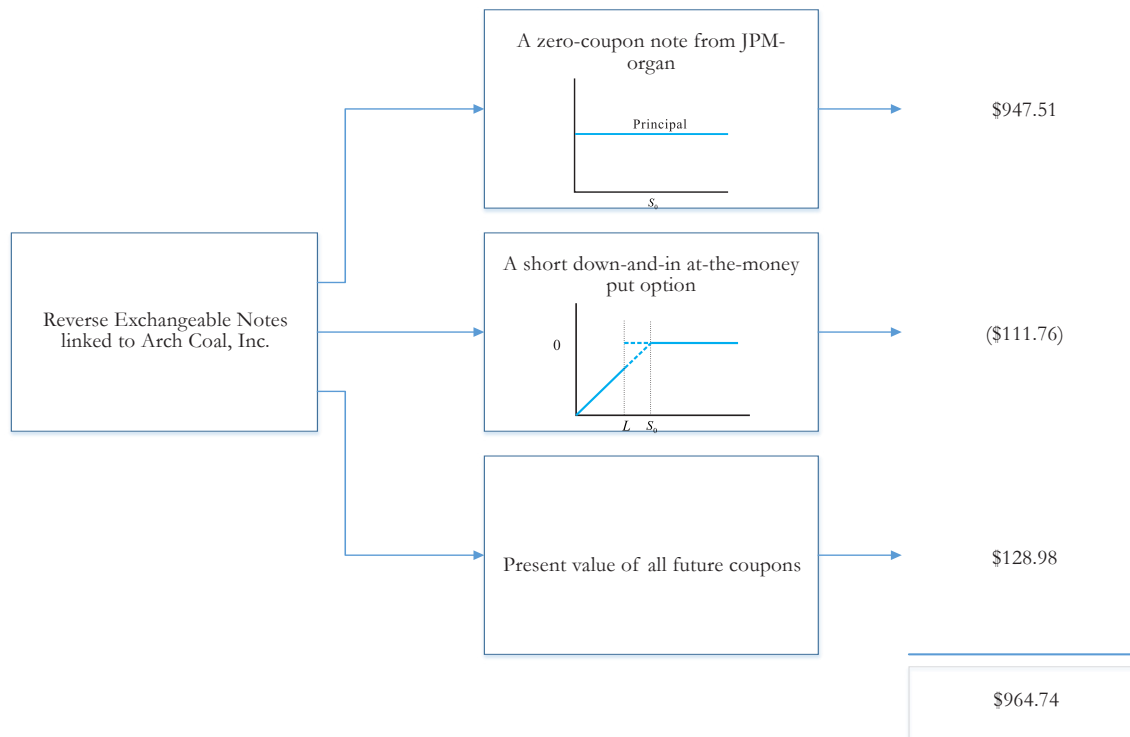 A zero-coupon note from JPM-
organ
Principal
S₀
$947.51
Reverse Exchangeable Notes
linked to Arch Coal, Inc.
A short down-and-in at-the-money
put option
0
L S₀
($111.76)
Present value of all future coupons
$128.98
$964.74